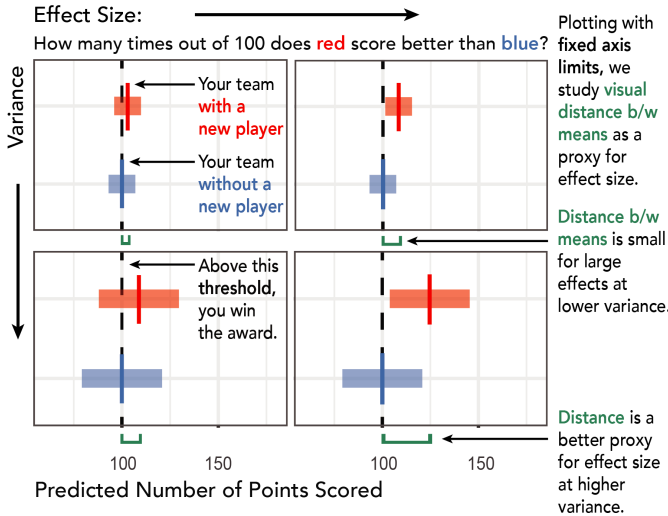 Effect Size:
How many times out of 100 does red score better than blue?
Variance
Your team
with a
new player
Your team
without a
new player
Above this
threshold,
you win
the award.
100
150
100
150
Predicted Number of Points Scored
Plotting with
fixed axis
limits, we
study visual
distance b/w
means as a
proxy for
effect size.
Distance b/w
means is small
for large
effects at
lower variance.
Distance is a
better proxy
for effect size
at higher
variance.